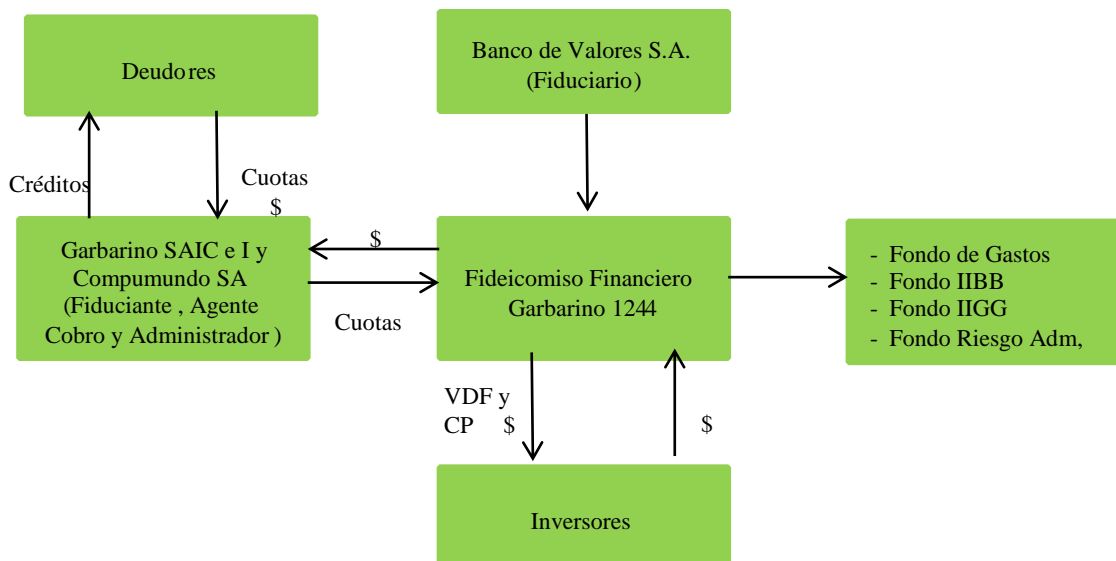 Deudores
Banco de Valores S.A.
(Fiduciario)
Créditos
Cuotas
$
Garbarino SAIC e I y
Compumundo SA
(Fiduciante , Agente
Cobro y Administrador )
$
Cuotas
Fideicomiso Financiero
Garbarino 1244
- Fondo de Gastos
- Fondo IIBB
- Fondo IIGG
- Fondo Riesgo Adm,
VDF y
CP $
$
Inversores